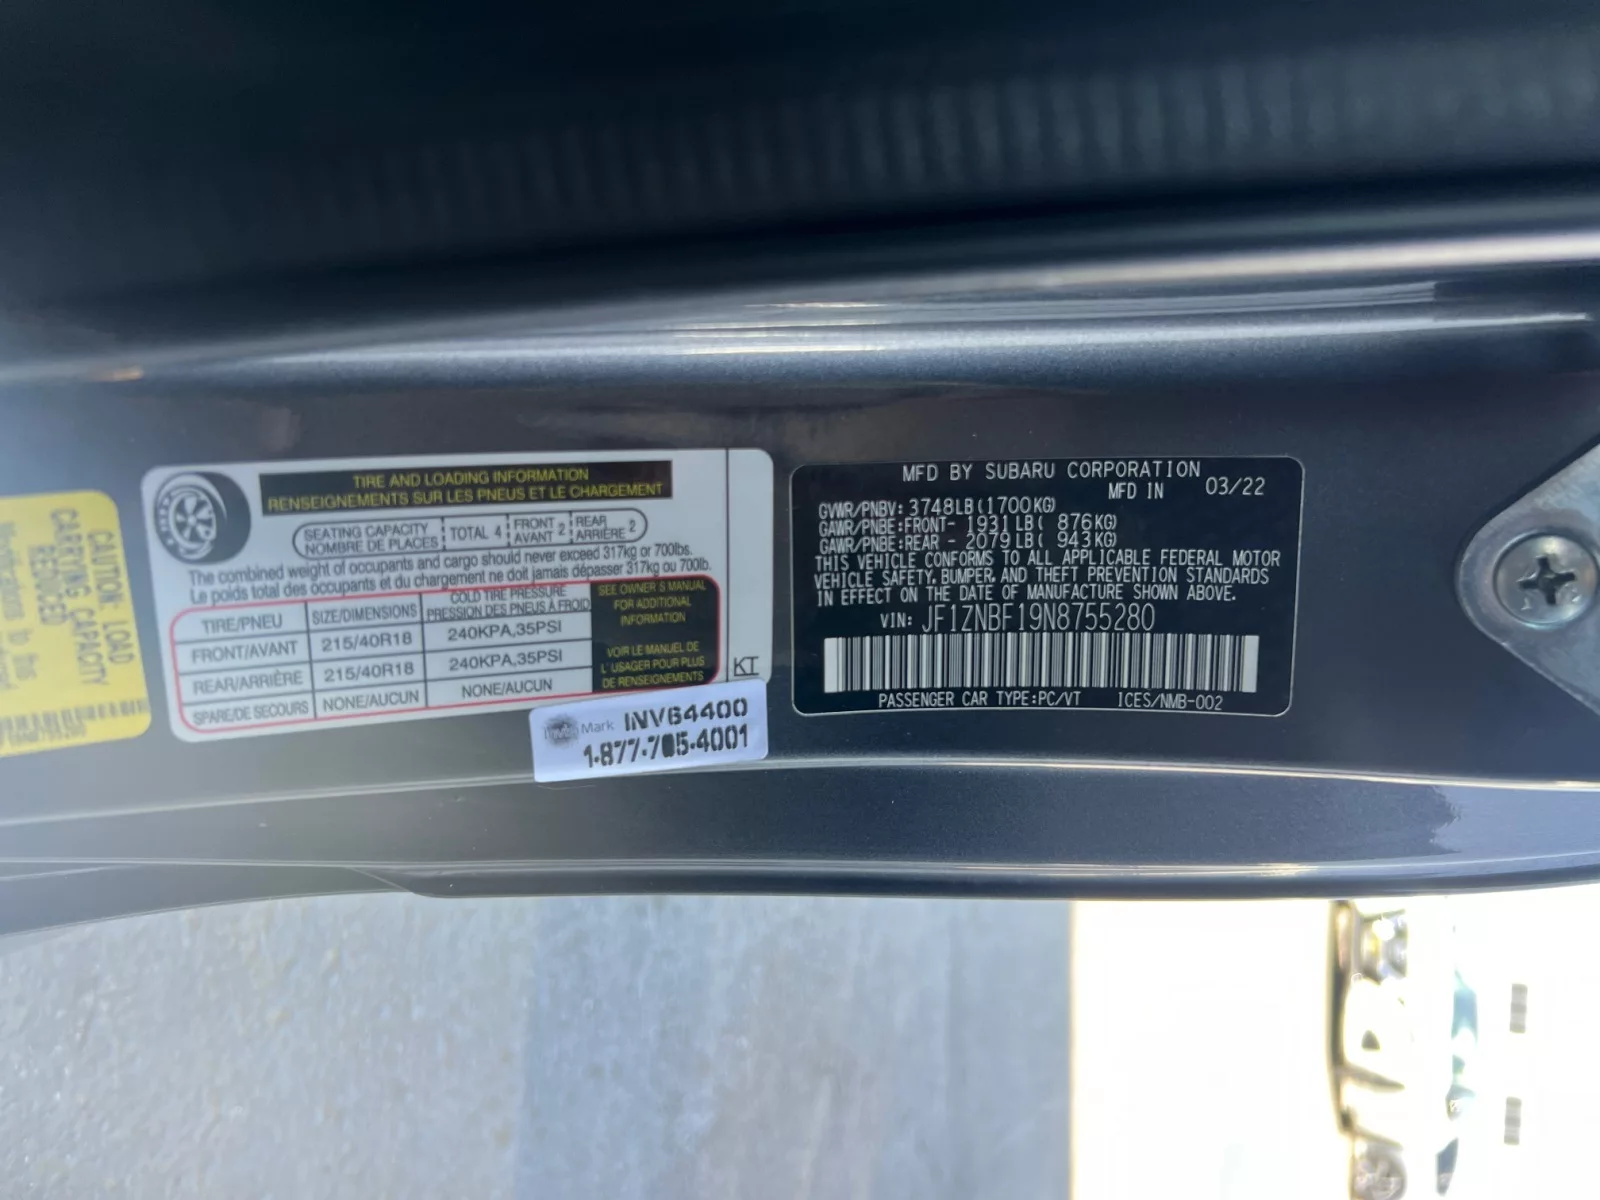 CAUTION: LOAD
CARRYING CAPACITY
REDUCED
Modifications to this
TIRE AND LOADING INFORMATION
RENSEIGNEMENTS SUR LES PNEUS ET LE CHARGEMENT
SEATING CAPACITY
NOMBRE DE PLACES
TOTAL 4
FRONT
AVANT 2
REAR
ARRIÈRE 2
The combined weight of occupants and cargo should never exceed 317kg or 700lbs.
Le poids total des occupants et du chargement ne doit jamais dépasser 317kg ou 700lb.
TIRE/PNEU SIZE/DIMENSIONS COLD TIRE PRESSURE
PRESSION DES PNEUS À FROID
FRONT/AVANT 215/40R18 240KPA,35PSI
REAR/ARRIÈRE 215/40R18 240KPA,35PSI
SPARE/DE SECOURS NONE/AUCUN NONE/AUCUN
SEE OWNER'S MANUAL
FOR ADDITIONAL
INFORMATION
VOIR LE MANUEL DE
L'USAGER POUR PLUS
DE RENSEIGNEMENTS
KT
Mark INV64400
1-877-705-4001
MFD BY SUBARU CORPORATION
MFD IN 03/22
GVWR/PNBV: 3748LB(1700KG)
GAWR/PNBE:FRONT- 1931LB( 876KG)
GAWR/PNBE:REAR - 2079LB( 943KG)
THIS VEHICLE CONFORMS TO ALL APPLICABLE FEDERAL MOTOR
VEHICLE SAFETY, BUMPER, AND THEFT PREVENTION STANDARDS
IN EFFECT ON THE DATE OF MANUFACTURE SHOWN ABOVE.
VIN: JF1ZNBF19N8755280
PASSENGER CAR TYPE:PC/VT ICES/NMB-002